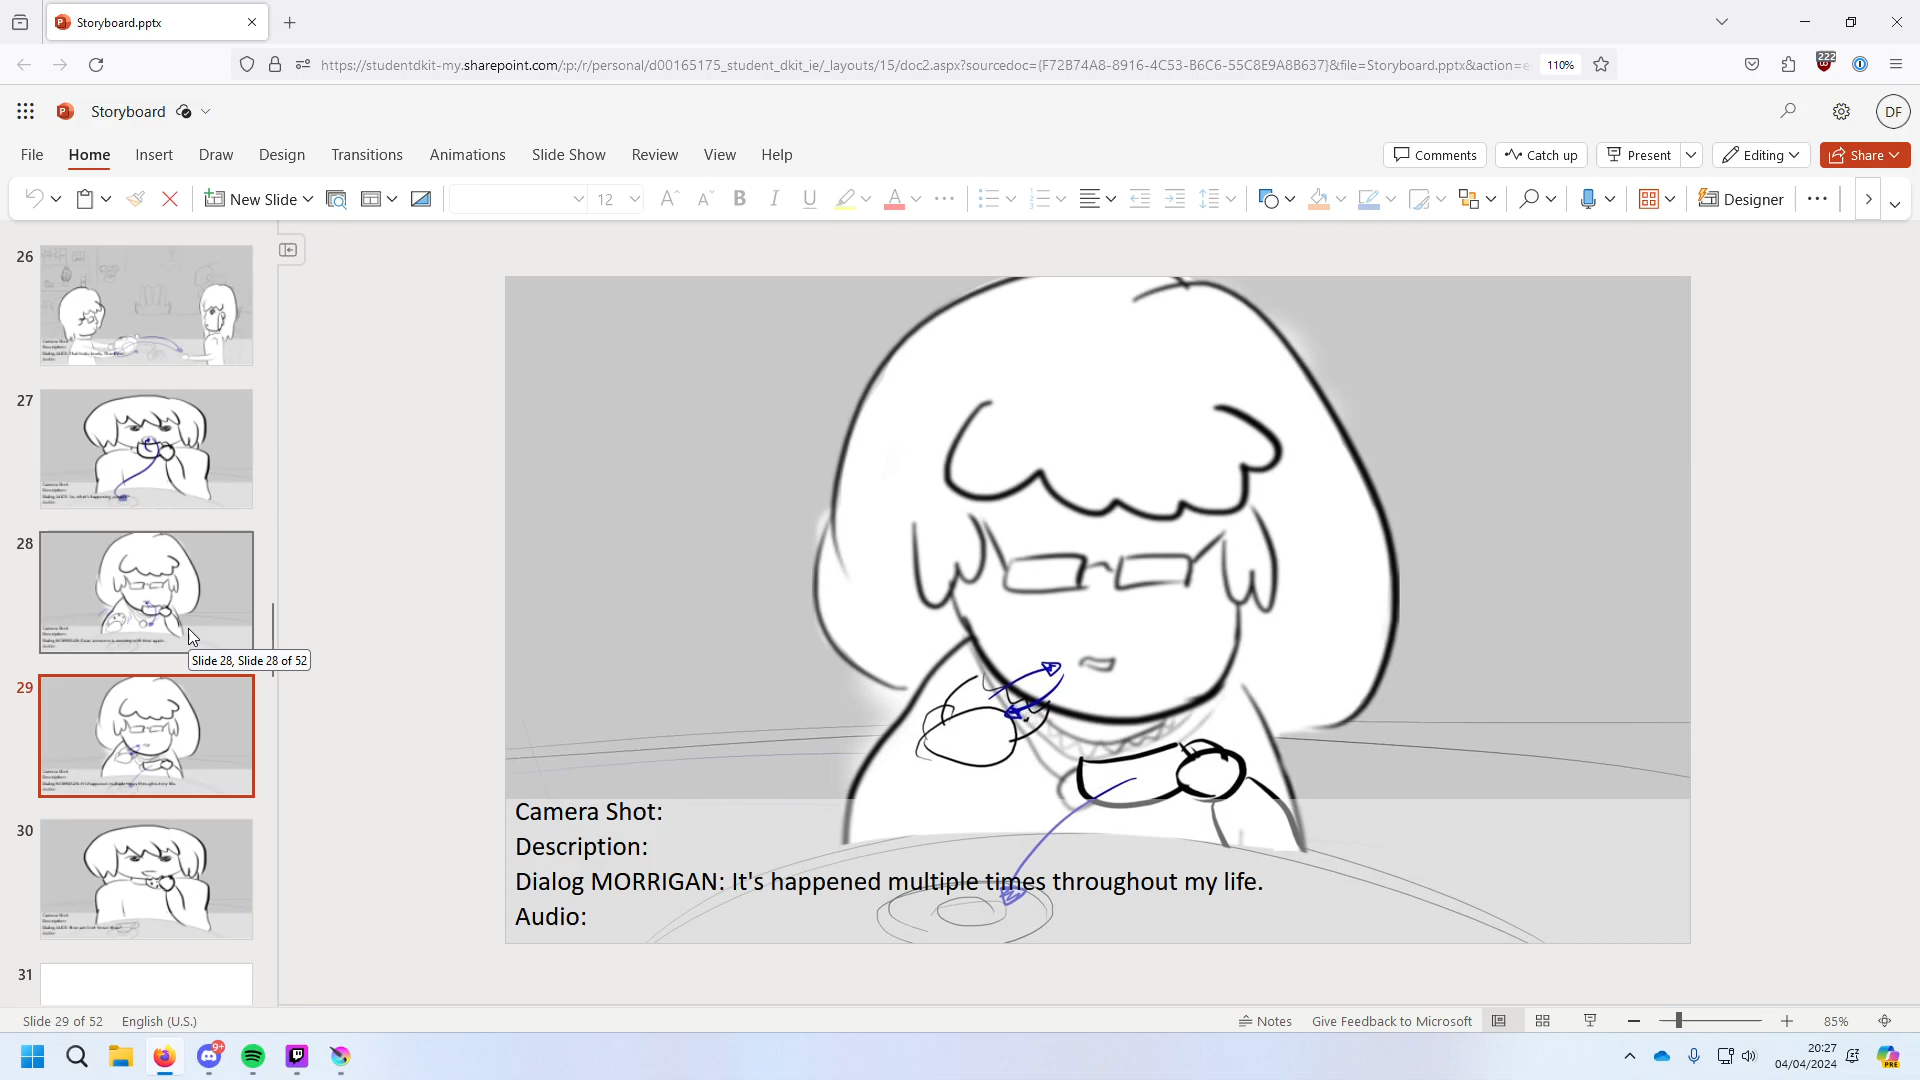 Storyboard.pptx
https://studentdkit-my.sharepoint.com/:p:/r/personal/d00165175_student_dkit_ie/_layouts/15/doc2.aspx?sourcedoc={F72B74A8-8916-4C53-B6C6-55C8E9A8B637}&file=Storyboard.pptx&action=e
110%
222
Storyboard
DF
File Home Insert Draw Design Transitions Animations Slide Show Review View Help
Comments Catch up Present Editing Share
New Slide 12 B I U A Designer
26
27
28
Slide 28, Slide 28 of 52
29
30
31
Camera Shot:
Description:
Dialog MORRIGAN: It's happened multiple times throughout my life.
Audio:
Slide 29 of 52 English (U.S.) Notes Give Feedback to Microsoft 85%
9+
20:27
04/04/2024
PRE